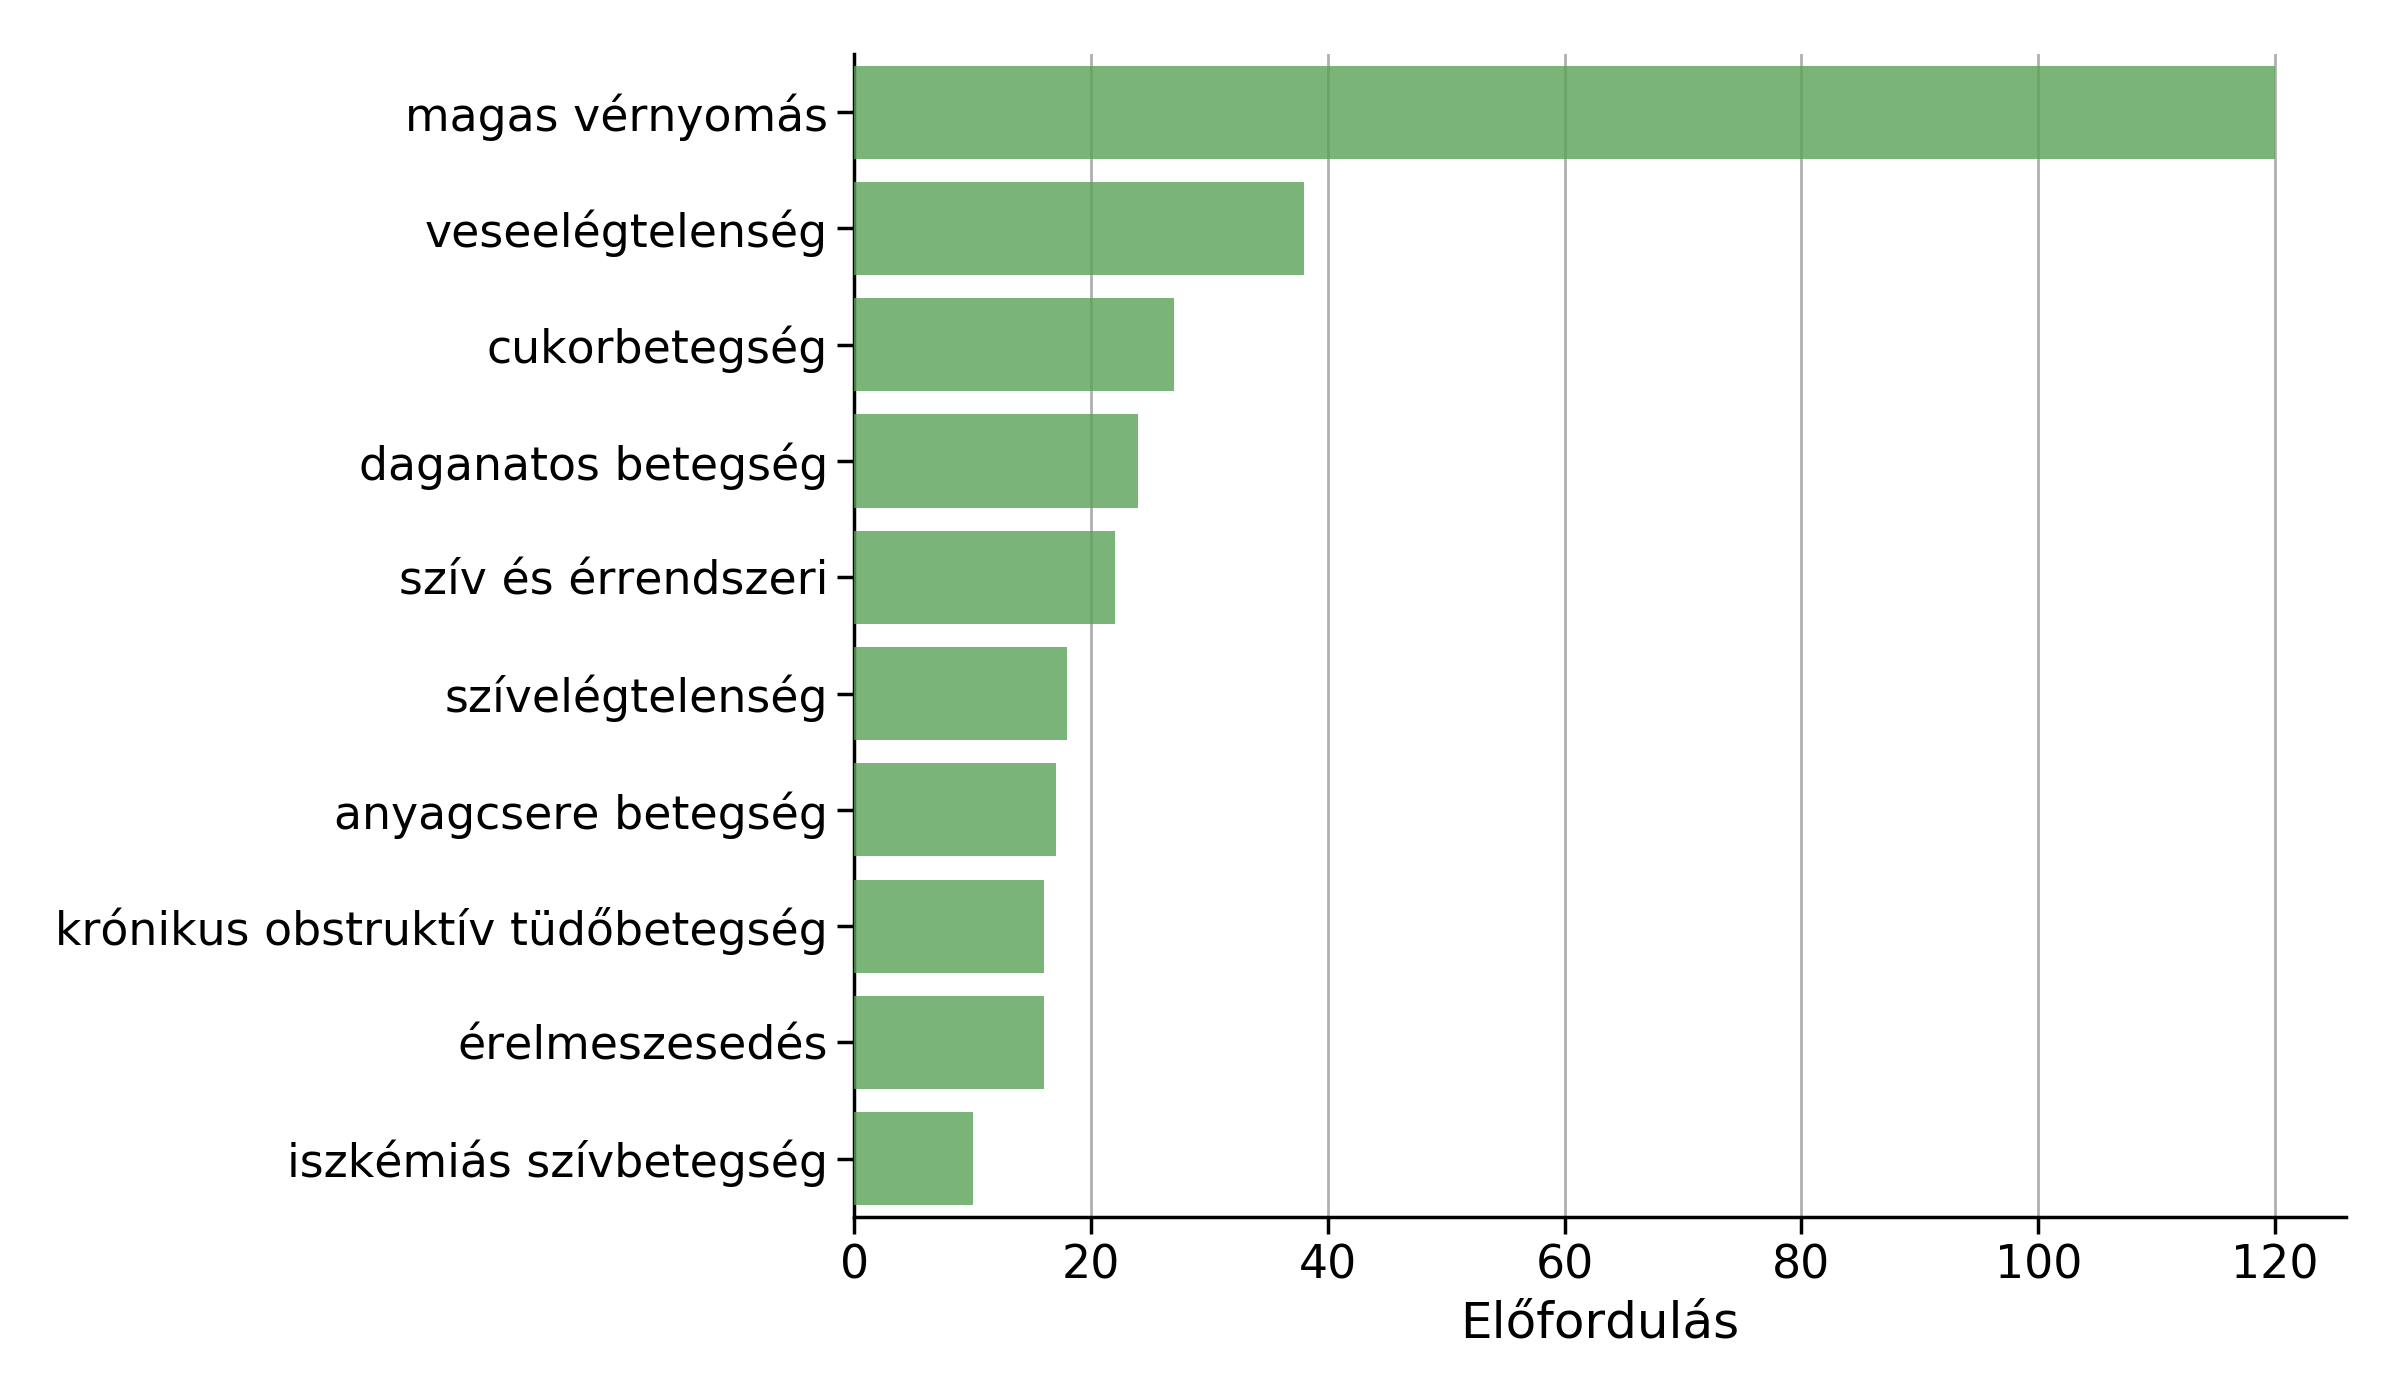 magas vérnyomás
veseelégtelenség
cukorbetegség
daganatos betegség
szív és érrendszeri
szívelégtelenség
anyagcsere betegség
krónikus obstruktív tüdőbetegség
érelmeszesedés
iszkémiás szívbetegség
0 20 40 60 80 100 120
Előfordulás